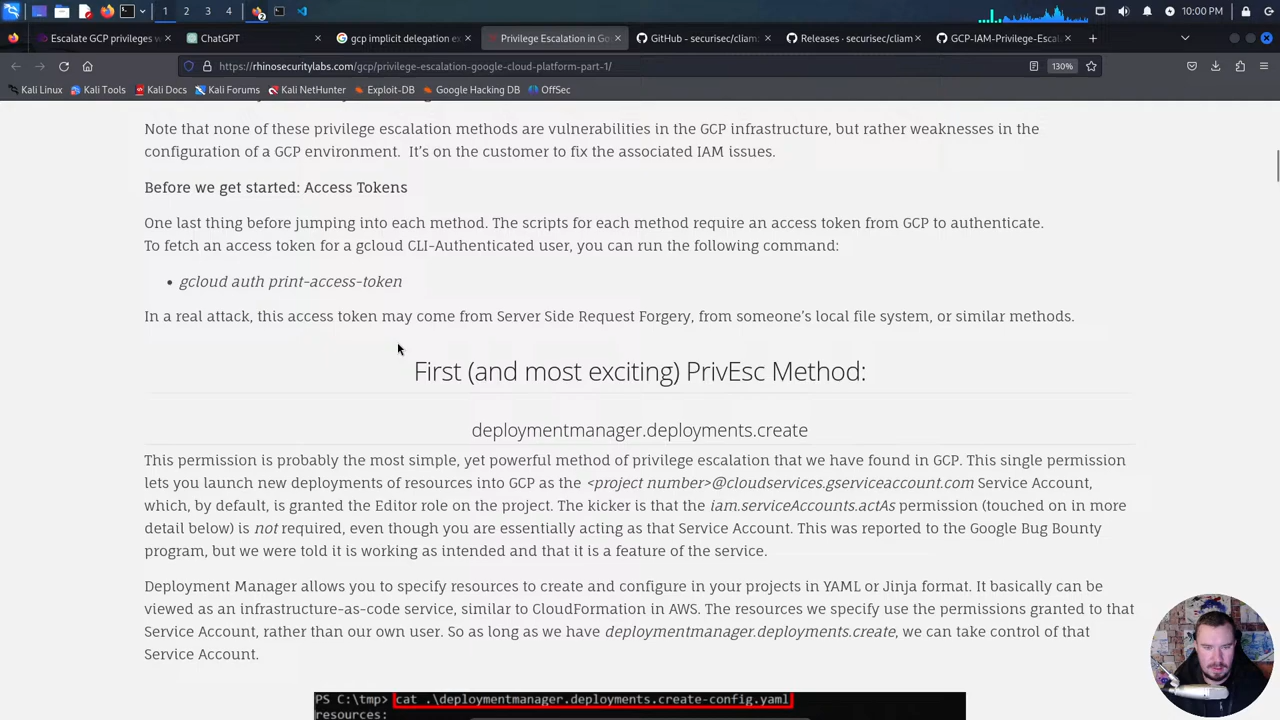 1 2 3 4 2 10:00 PM
Escalate GCP privileges w ChatGPT gcp implicit delegation ex Privilege Escalation in Go GitHub - securisec/cliam: Releases · securisec/cliam GCP-IAM-Privilege-Escal
https://rhinosecuritylabs.com/gcp/privilege-escalation-google-cloud-platform-part-1/ 130%
Kali Linux Kali Tools Kali Docs Kali Forums Kali NetHunter Exploit-DB Google Hacking DB OffSec
Note that none of these privilege escalation methods are vulnerabilities in the GCP infrastructure, but rather weaknesses in the
configuration of a GCP environment. It’s on the customer to fix the associated IAM issues.
Before we get started: Access Tokens
One last thing before jumping into each method. The scripts for each method require an access token from GCP to authenticate.
To fetch an access token for a gcloud CLI-Authenticated user, you can run the following command:
• gcloud auth print-access-token
In a real attack, this access token may come from Server Side Request Forgery, from someone’s local file system, or similar methods.
First (and most exciting) PrivEsc Method:
deploymentmanager.deployments.create
This permission is probably the most simple, yet powerful method of privilege escalation that we have found in GCP. This single permission
lets you launch new deployments of resources into GCP as the <project number>@cloudservices.gserviceaccount.com Service Account,
which, by default, is granted the Editor role on the project. The kicker is that the iam.serviceAccounts.actAs permission (touched on in more
detail below) is not required, even though you are essentially acting as that Service Account. This was reported to the Google Bug Bounty
program, but we were told it is working as intended and that it is a feature of the service.
Deployment Manager allows you to specify resources to create and configure in your projects in YAML or Jinja format. It basically can be
viewed as an infrastructure-as-code service, similar to CloudFormation in AWS. The resources we specify use the permissions granted to that
Service Account, rather than our own user. So as long as we have deploymentmanager.deployments.create, we can take control of that
Service Account.
PS C:\tmp> cat .\deploymentmanager.deployments.create-config.yaml
resources: